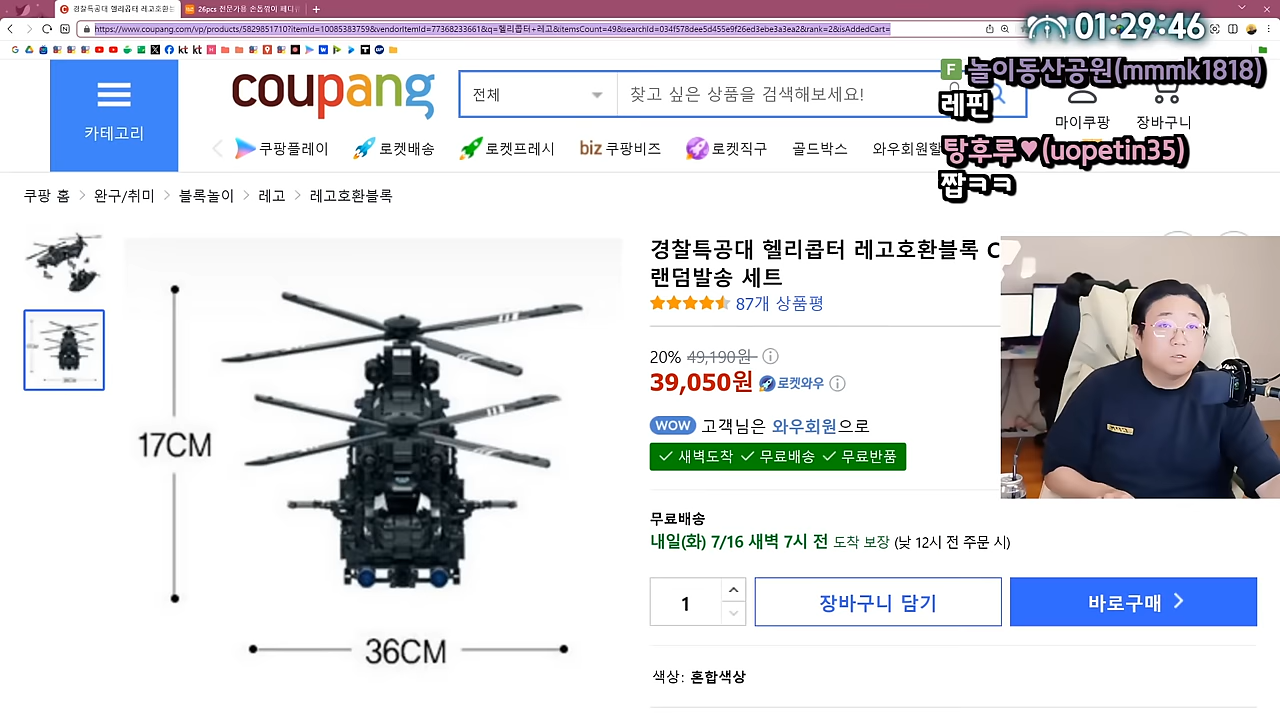 경찰특공대 헬리콥터 레고호환블
26pcs 전문가용 손톱깎이 페디큐
https://www.coupang.com/vp/products/5829851710?itemId=10085383759&vendorItemId=77368233661&q=헬리콥터+레고&itemsCount=49&searchId=034f578dee5d455e9f26ed3ebe3a3ea2&rank=2&isAddedCart=
01:29:46
F 놀이동산공원(mmmk1818)
레핀
탕후루♥(uopetin35)
짭ㅋㅋ
카테고리
coupang
전체
찾고 싶은 상품을 검색해보세요!
마이쿠팡
장바구니
쿠팡플레이
로켓배송
로켓프레시
biz 쿠팡비즈
로켓직구
골드박스
와우회원할
쿠팡 홈 > 완구/취미 > 블록놀이 > 레고 > 레고호환블록
17CM
36CM
경찰특공대 헬리콥터 레고호환블록 C
랜덤발송 세트
87개 상품평
20% 49,190원
39,050원 로켓와우
WOW 고객님은 와우회원으로
✓ 새벽도착 ✓ 무료배송 ✓ 무료반품
무료배송
내일(화) 7/16 새벽 7시 전 도착 보장 (낮 12시 전 주문 시)
1
장바구니 담기
바로구매 >
색상: 혼합색상